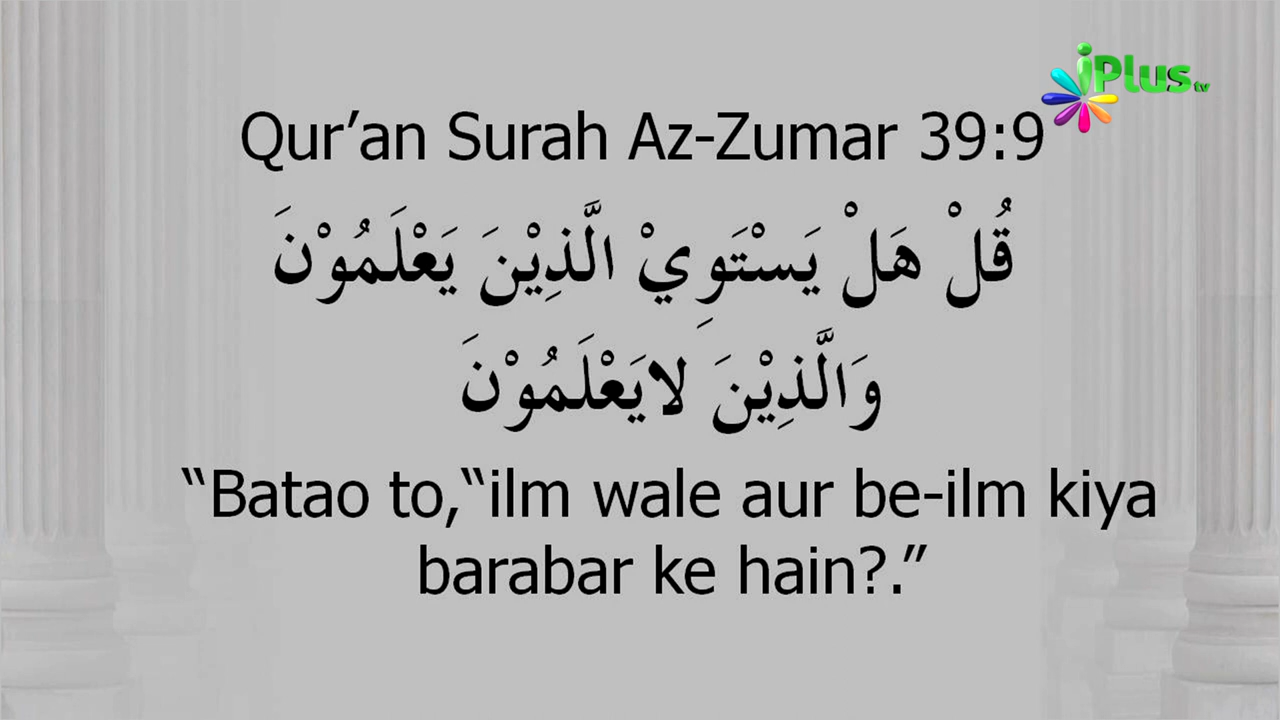 iPlus tv
Qur’an Surah Az-Zumar 39:9
قُلْ هَلْ يَسْتَوِيْ الَّذِيْنَ يَعْلَمُوْنَ
وَالَّذِيْنَ لايَعْلَمُوْنَ
“Batao to,“ilm wale aur be-ilm kiya
barabar ke hain?.”